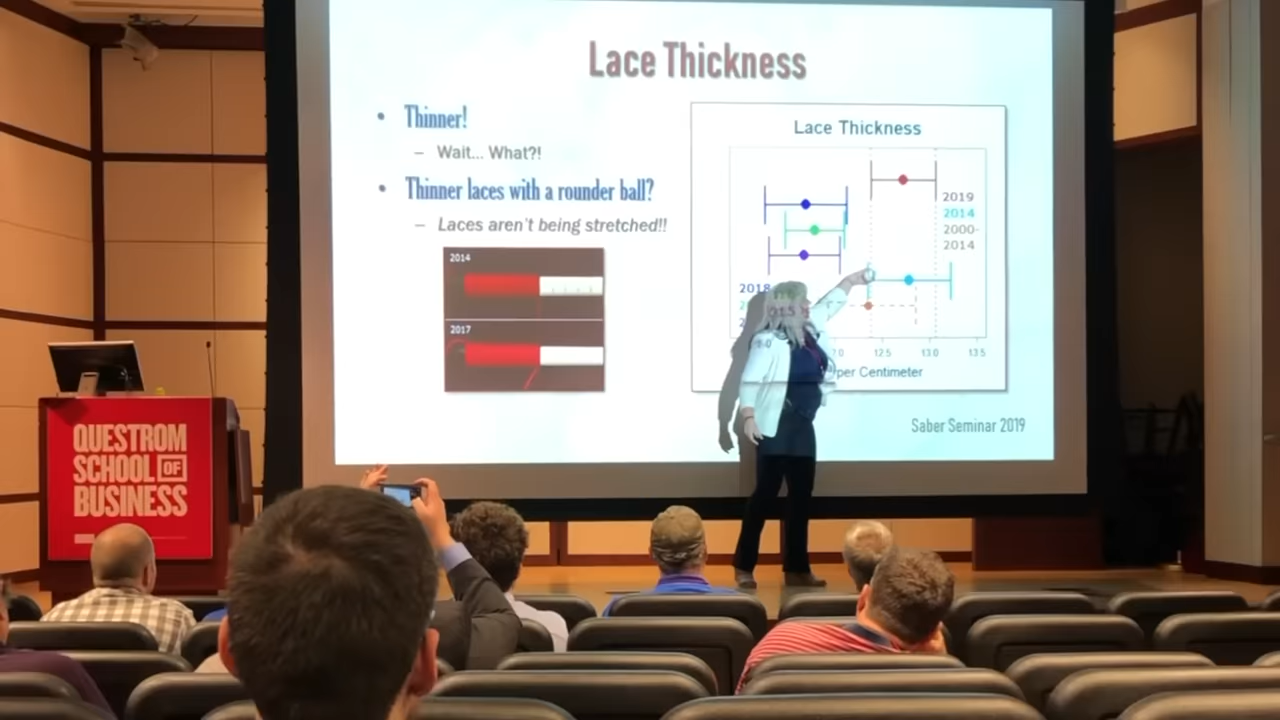 Lace Thickness
• Thinner!
– Wait... What?!
• Thinner laces with a rounder ball?
– Laces aren't being stretched!!
2014
2017
Lace Thickness
2019
2014
2000-
2014
2018
12.5 13.0 13.5
per Centimeter
Saber Seminar 2019
QUESTROM
SCHOOL OF
BUSINESS